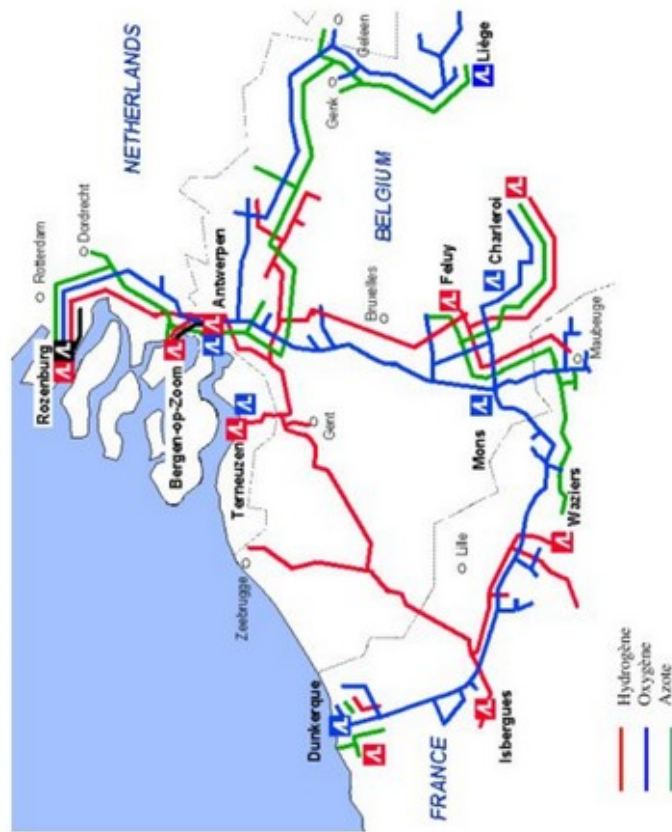 NETHERLANDS
Rotterdam
Dordrecht
Rozenburg
Bergen-op-Zoom
Antwerpen
Terneuzen
Gent
Zeebrugge
Geleen
Genk
Liège
BELGIUM
Bruxelles
Feluy
Charleroi
Mons
Maubeuge
Waziers
Lille
Dunkerque
Isbergues
FRANCE
Hydrogène
Oxygène
Azote